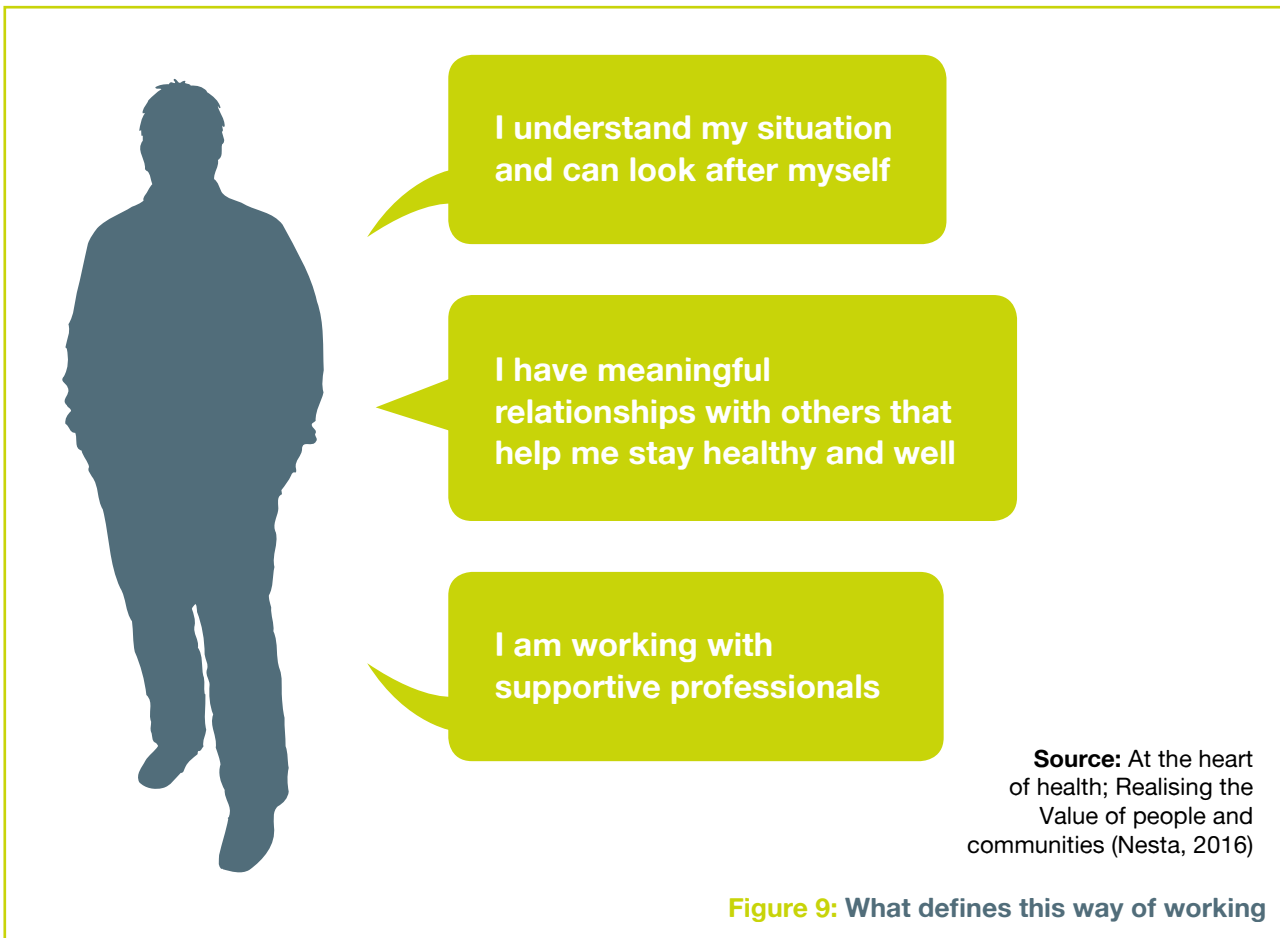 I understand my situation
and can look after myself
I have meaningful
relationships with others that
help me stay healthy and well
I am working with
supportive professionals
Source: At the heart
of health; Realising the
Value of people and
communities (Nesta, 2016)
Figure 9: What defines this way of working